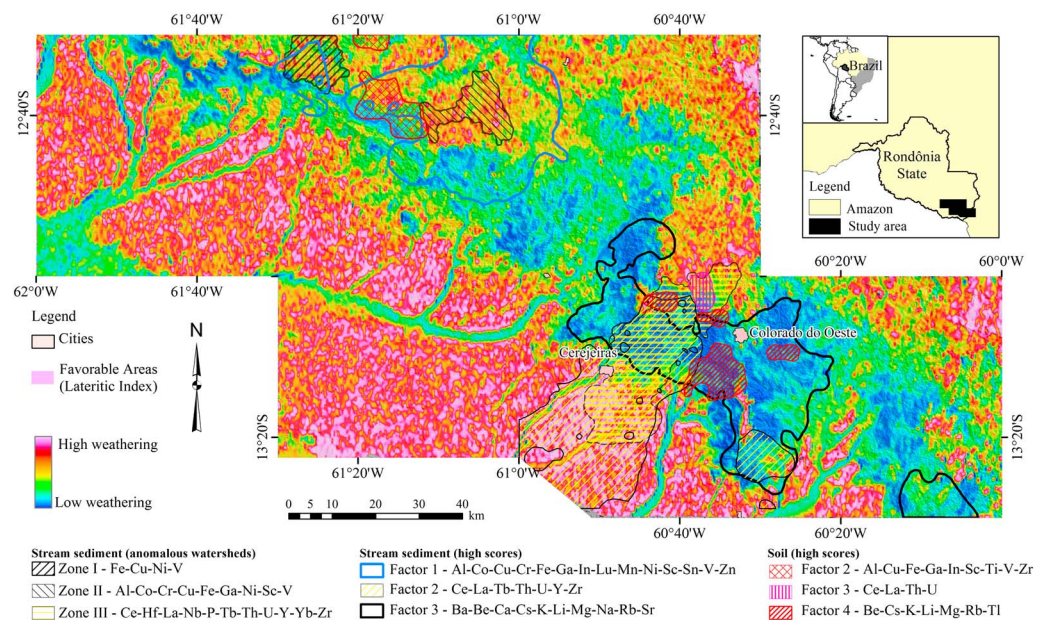 61°40'W
61°20'W
61°0'W
60°40'W
12°40'S
12°40'S
Brazil
Rondônia
State
Legend
Amazon
Study area
62°0'W
61°40'W
60°20'W
60°0'W
Legend
Cities
Favorable Areas
(Lateritic Index)
N
Colorado do Oeste
Cerejeiras
High weathering
Low weathering
13°20'S
13°20'S
61°20'W
61°0'W
60°40'W
60°20'W
0 5 10 20 30 40
km
Stream sediment (anomalous watersheds)
Zone I - Fe-Cu-Ni-V
Zone II - Al-Co-Cr-Cu-Fe-Ga-Ni-Sc-V
Zone III - Ce-Hf-La-Nb-P-Tb-Th-U-Y-Yb-Zr
Stream sediment (high scores)
Factor 1 - Al-Co-Cu-Cr-Fe-Ga-In-Lu-Mn-Ni-Sc-Sn-V-Zn
Factor 2 - Ce-La-Tb-Th-U-Y-Zr
Factor 3 - Ba-Be-Ca-Cs-K-Li-Mg-Na-Rb-Sr
Soil (high scores)
Factor 2 - Al-Cu-Fe-Ga-In-Sc-Ti-V-Zr
Factor 3 - Ce-La-Th-U
Factor 4 - Be-Cs-K-Li-Mg-Rb-Tl